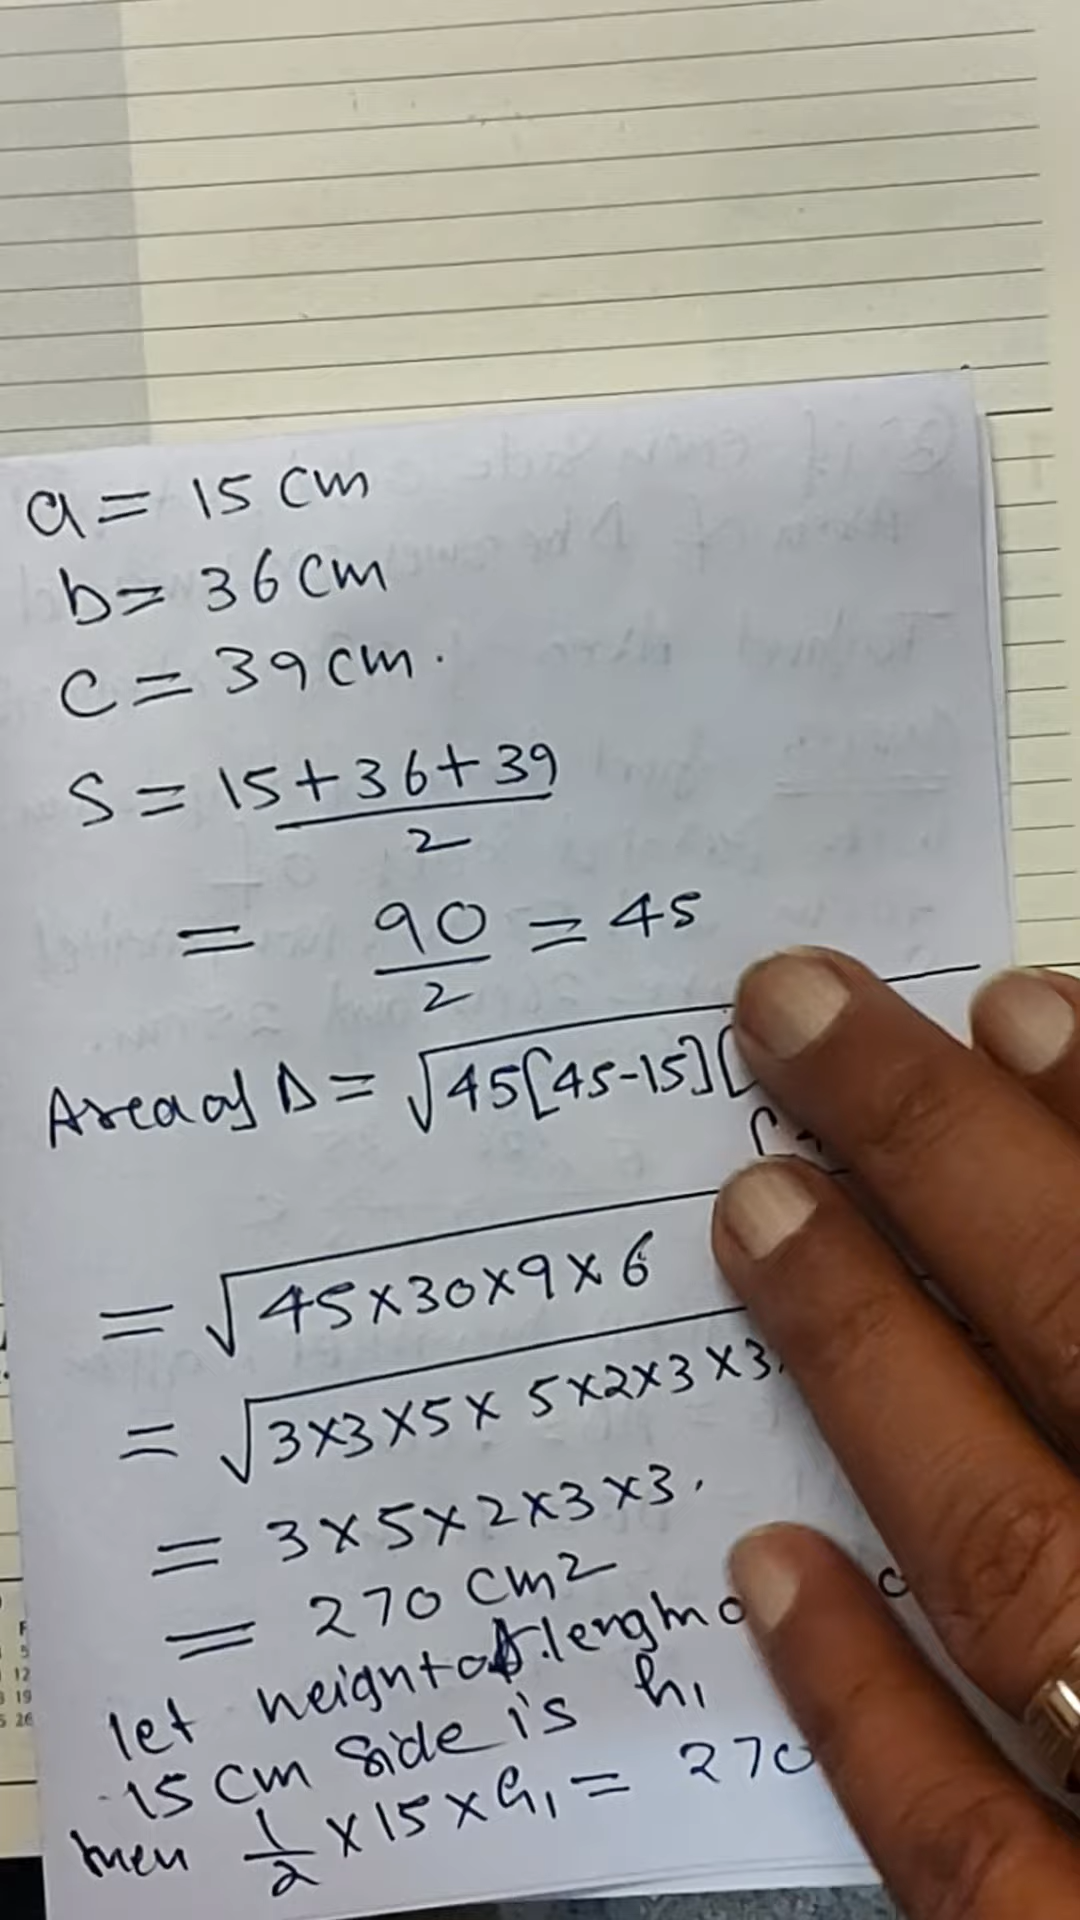 a = 15 cm
b = 36 cm
c = 39 cm.
S = 15+36+39
2
= 90 = 45
2
Area of Δ = √45[45-15][
= √45×30×9×6
= √3×3×5× 5×2×3×3
= 3×5×2×3×3.
= 270 cm2
let height of
15 cm side is h1
then 1/2 ×15×h1 = 270